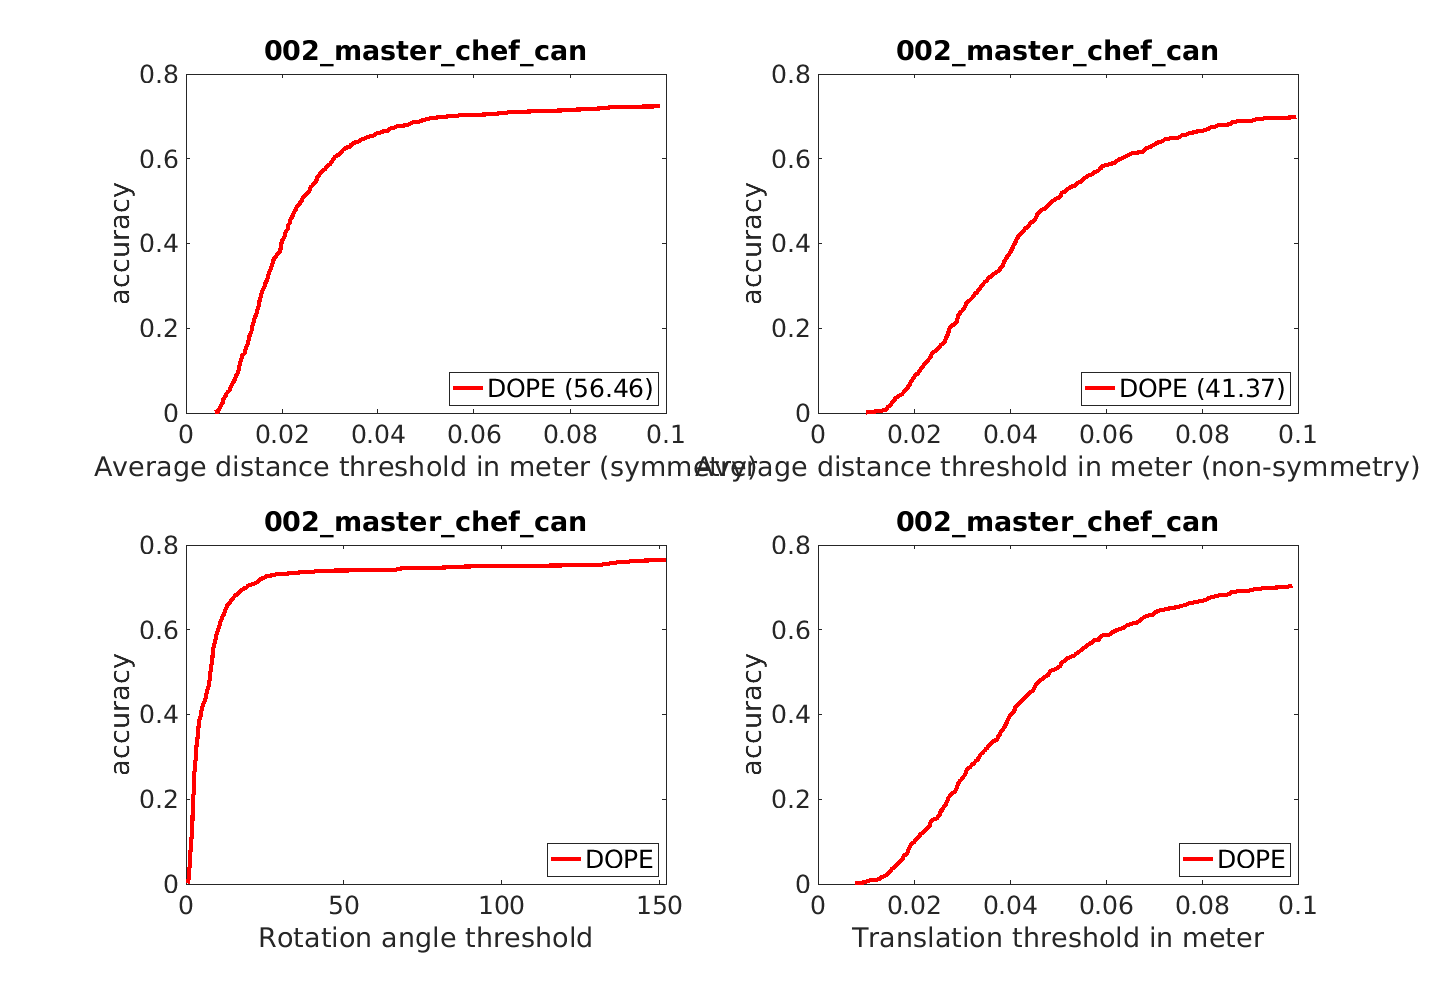 002_master_chef_can
0.8
0.6
0.4
0.2
0
accuracy
DOPE (56.46)
0 0.02 0.04 0.06 0.08 0.1
Average distance threshold in meter (symmetry)
002_master_chef_can
0.8
0.6
0.4
0.2
0
accuracy
DOPE (41.37)
0 0.02 0.04 0.06 0.08 0.1
Average distance threshold in meter (non-symmetry)
002_master_chef_can
0.8
0.6
0.4
0.2
0
accuracy
DOPE
0 50 100 150
Rotation angle threshold
002_master_chef_can
0.8
0.6
0.4
0.2
0
accuracy
DOPE
0 0.02 0.04 0.06 0.08 0.1
Translation threshold in meter